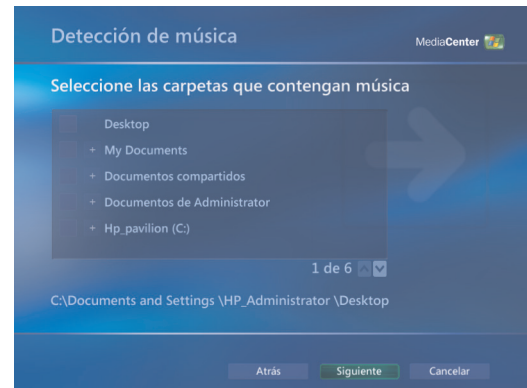 Detección de música
MediaCenter
Seleccione las carpetas que contengan música
Desktop
+ My Documents
+ Documentos compartidos
+ Documentos de Administrator
+ Hp_pavilion (C:)
1 de 6
C:\Documents and Settings \HP_Administrator \Desktop
Atrás Siguiente Cancelar